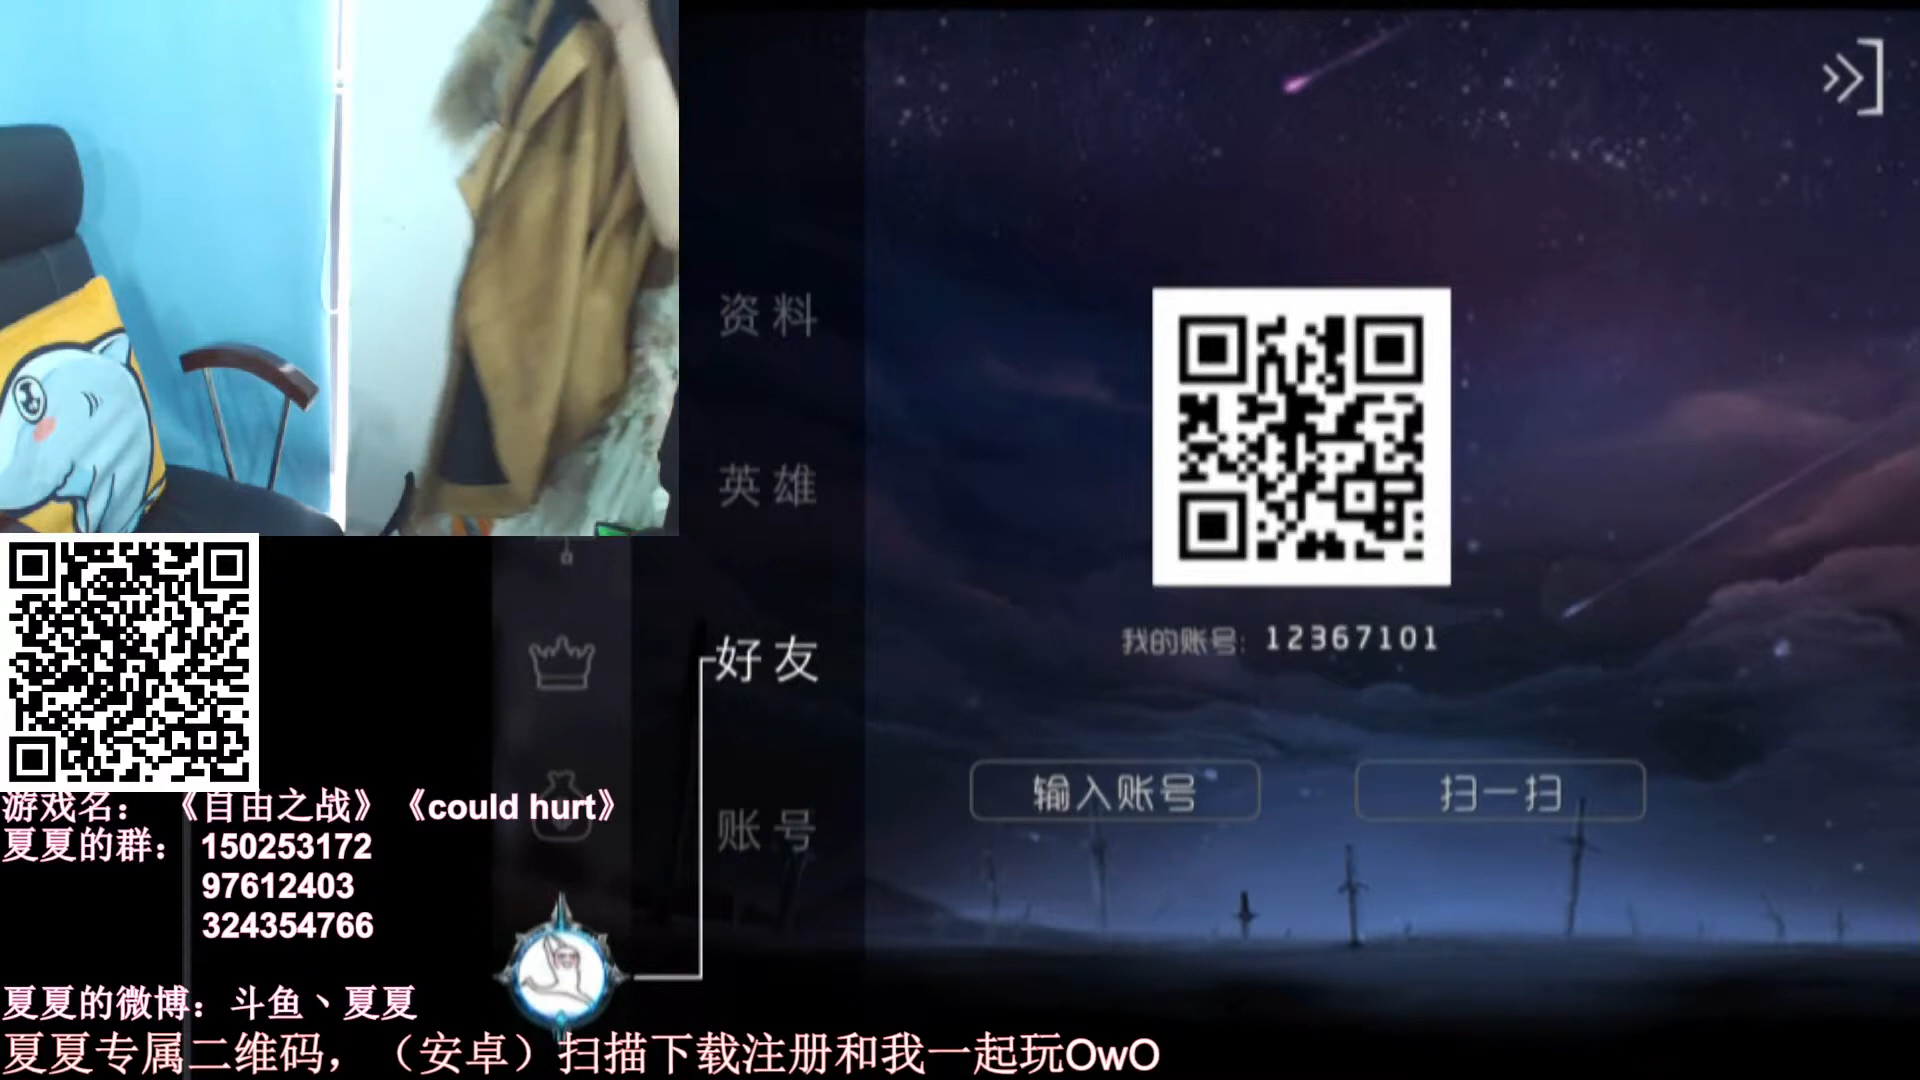 资料
英雄
好友
账号
我的账号: 12367101
输入账号
扫一扫
游戏名：《自由之战》《could hurt》
夏夏的群： 150253172
97612403
324354766
夏夏的微博：斗鱼丶夏夏
夏夏专属二维码，（安卓）扫描下载注册和我一起玩OwO